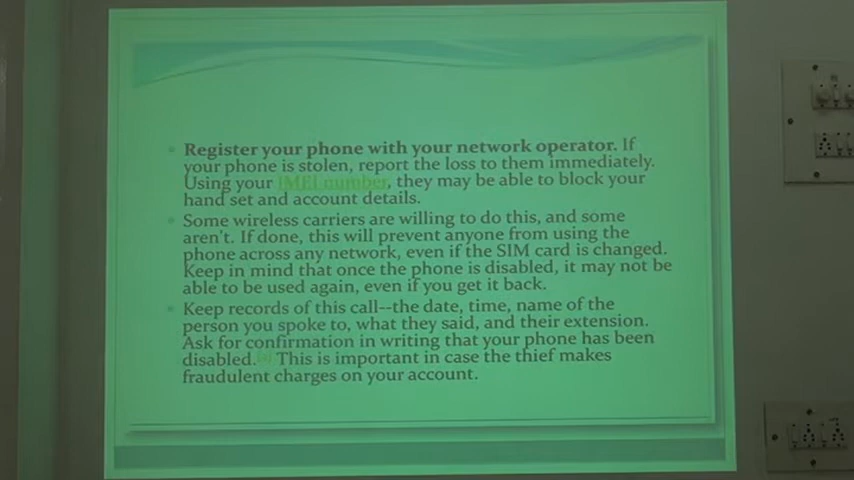 Register your phone with your network operator. If
your phone is stolen, report the loss to them immediately.
Using your IMEI number, they may be able to block your
hand set and account details.
Some wireless carriers are willing to do this, and some
aren't. If done, this will prevent anyone from using the
phone across any network, even if the SIM card is changed.
Keep in mind that once the phone is disabled, it may not be
able to be used again, even if you get it back.
Keep records of this call--the date, time, name of the
person you spoke to, what they said, and their extension.
Ask for confirmation in writing that your phone has been
disabled. This is important in case the thief makes
fraudulent charges on your account.